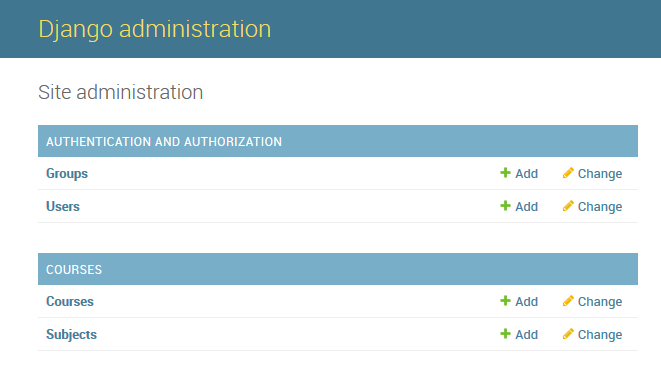 Django administration
Site administration
AUTHENTICATION AND AUTHORIZATION
Groups Add Change
Users Add Change
COURSES
Courses Add Change
Subjects Add Change